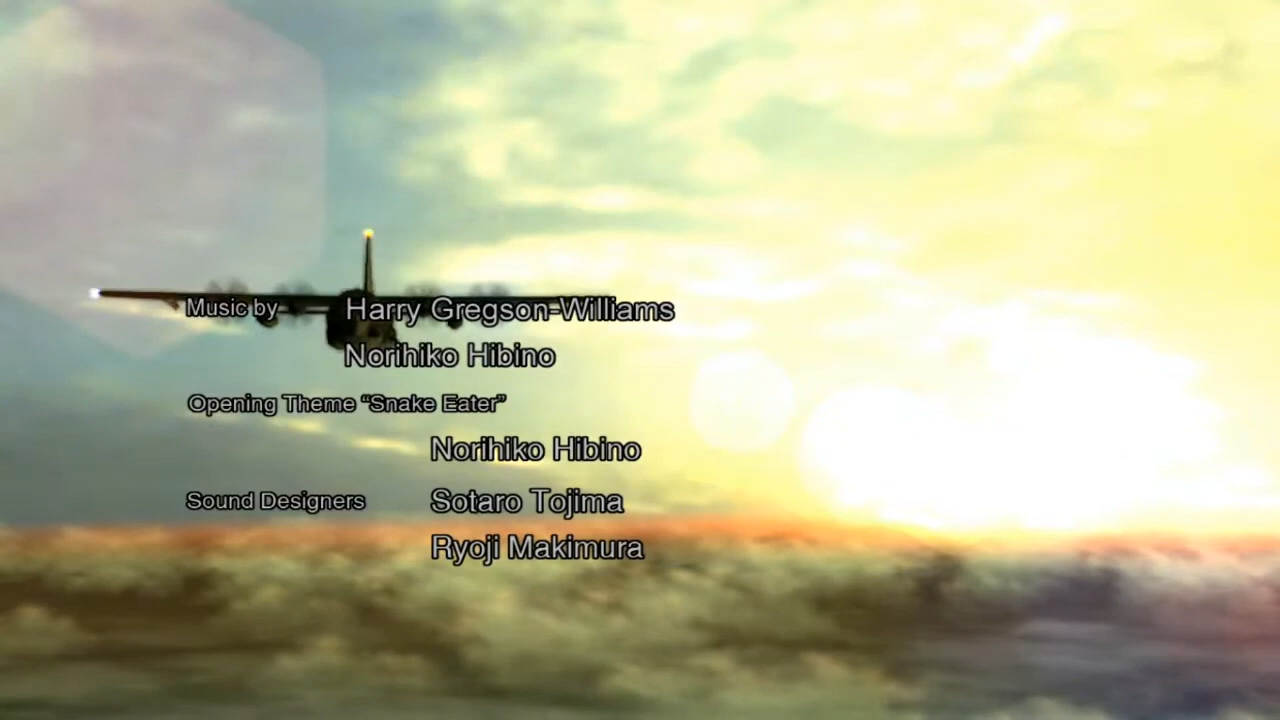 Music by Harry Gregson-Williams
Norihiko Hibino
Opening Theme “Snake Eater”
Norihiko Hibino
Sound Designers Sotaro Tojima
Ryoji Makimura